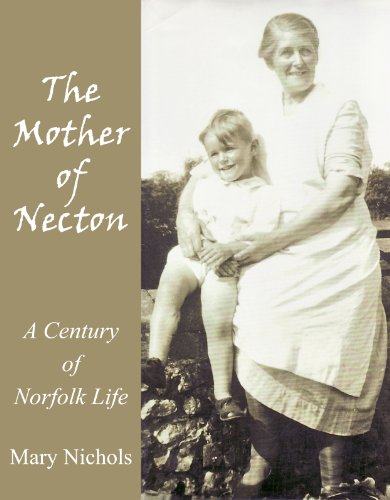 The
Mother
of
Necton
A Century
of
Norfolk Life
Mary Nichols